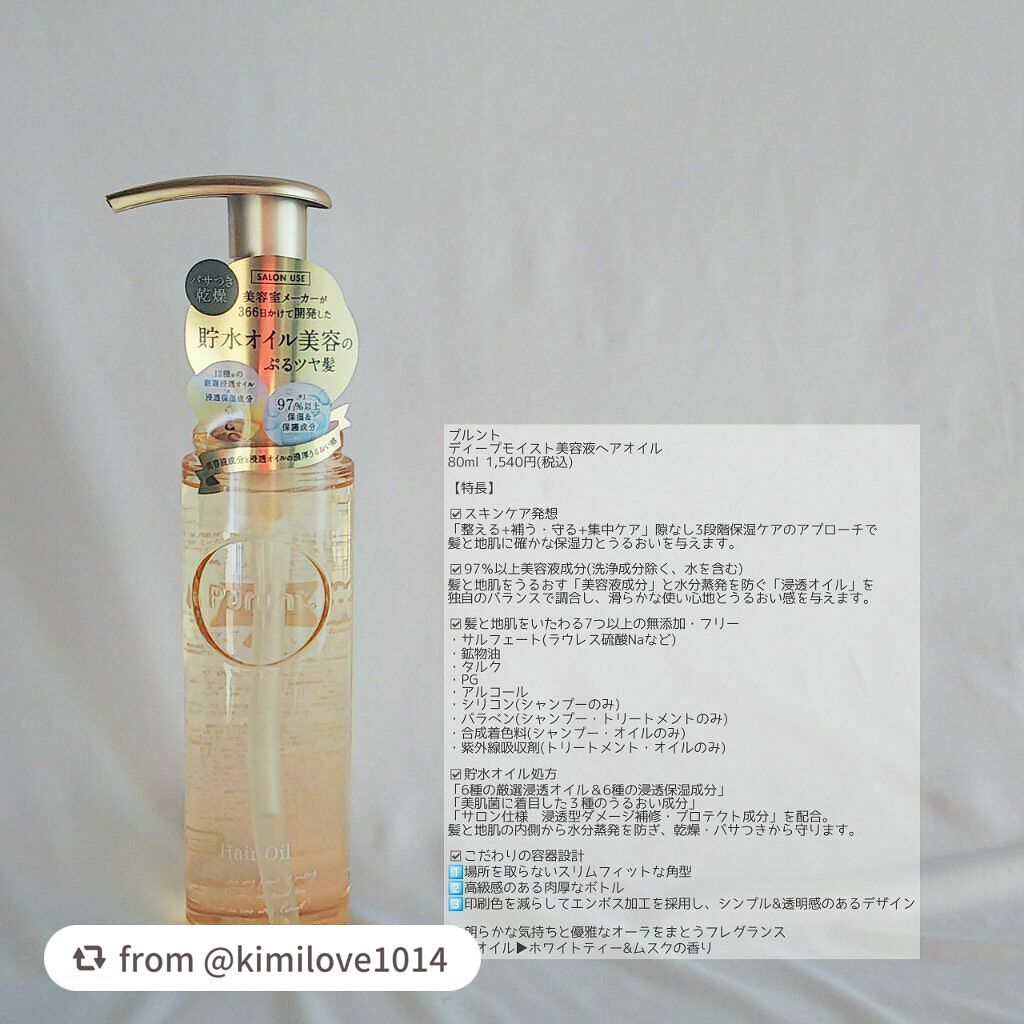 SALON USE
パサつき
乾燥
美容室メーカーが
366日かけて開発した
貯水オイル美容の
ぷるツヤ髪
12種の
厳選浸透オイル
浸透保湿成分
97%以上
保湿&
保護成分
美容液成分と浸透オイルの濃厚うるおい感
Purunt.
Hair Oil
プルント
ディープモイスト美容液ヘアオイル
80ml 1,540円(税込)
【特長】
☑スキンケア発想
「整える+補う・守る+集中ケア」隙なし3段階保湿ケアのアプローチで
髪と地肌に確かな保湿力とうるおいを与えます。
☑97%以上美容液成分(洗浄成分除く、水を含む)
髪と地肌をうるおす「美容液成分」と水分蒸発を防ぐ「浸透オイル」を
独自のバランスで調合し、滑らかな使い心地とうるおい感を与えます。
☑髪と地肌をいたわる7つ以上の無添加・フリー
・サルフェート(ラウレス硫酸Naなど)
・鉱物油
・タルク
・PG
・アルコール
・シリコン(シャンプーのみ)
・パラベン(シャンプー・トリートメントのみ)
・合成着色料(シャンプー・オイルのみ)
・紫外線吸収剤(トリートメント・オイルのみ)
☑貯水オイル処方
「6種の厳選浸透オイル&6種の浸透保湿成分」
「美肌菌に着目した3種のうるおい成分」
「サロン仕様 浸透型ダメージ補修・プロテクト成分」を配合。
髪と地肌の内側から水分蒸発を防ぎ、乾燥・パサつきから守ります。
☑こだわりの容器設計
1️⃣場所を取らないスリムフィットな角型
2️⃣高級感のある肉厚なボトル
3️⃣印刷色を減らしてエンボス加工を採用し、シンプル&透明感のあるデザイン
朗らかな気持ちと優雅なオーラをまとうフレグランス
オイル▶ホワイトティー&ムスクの香り
from @kimilove1014